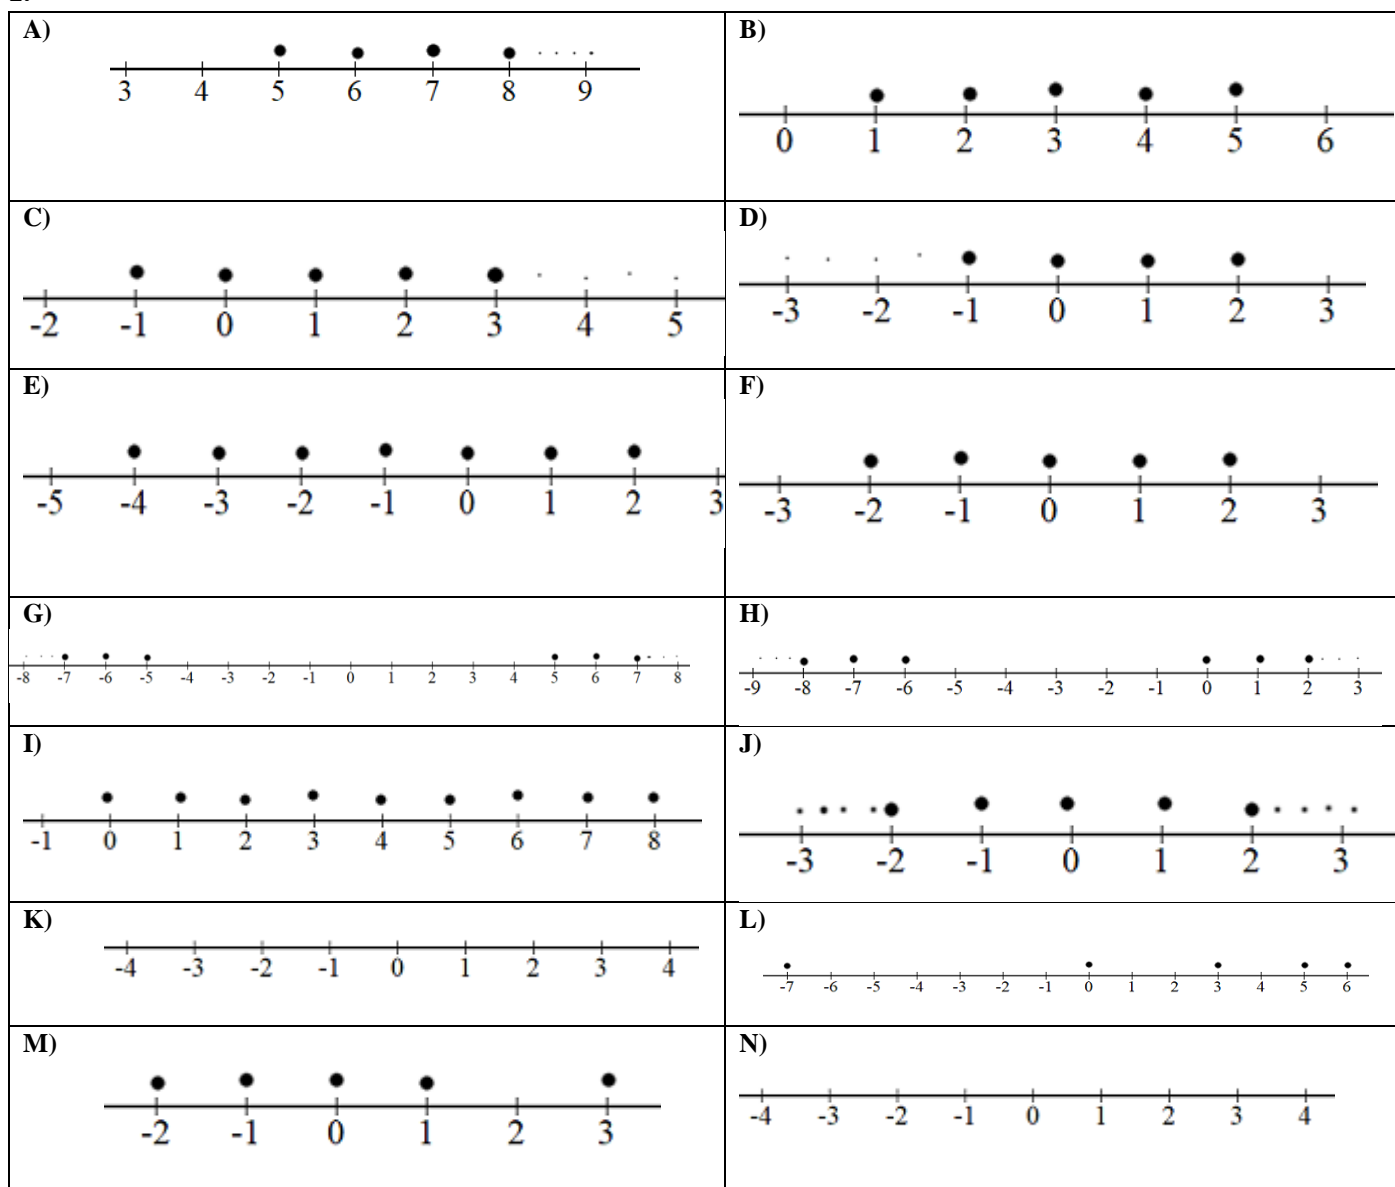 A)
3 4 5 6 7 8 9
B)
0 1 2 3 4 5 6
C)
-2 -1 0 1 2 3 4 5
D)
-3 -2 -1 0 1 2 3
E)
-5 -4 -3 -2 -1 0 1 2 3
F)
-3 -2 -1 0 1 2 3
G)
-8 -7 -6 -5 -4 -3 -2 -1 0 1 2 3 4 5 6 7 8
H)
-9 -8 -7 -6 -5 -4 -3 -2 -1 0 1 2 3
I)
-1 0 1 2 3 4 5 6 7 8
J)
-3 -2 -1 0 1 2 3
K)
-4 -3 -2 -1 0 1 2 3 4
L)
-7 -6 -5 -4 -3 -2 -1 0 1 2 3 4 5 6
M)
-2 -1 0 1 2 3
N)
-4 -3 -2 -1 0 1 2 3 4